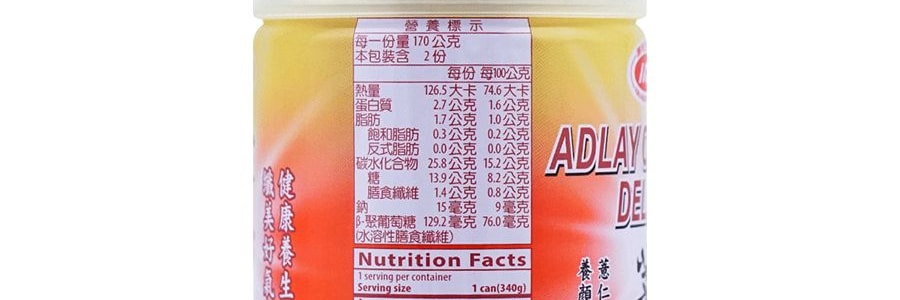 營養標示
每一份量 170 公克
本包裝含 2 份
每份 每100公克
熱量 126.5 大卡 74.6 大卡
蛋白質 2.7 公克 1.6 公克
脂肪 1.7 公克 1.0 公克
飽和脂肪 0.3 公克 0.2 公克
反式脂肪 0.0 公克 0.0 公克
碳水化合物 25.8 公克 15.2 公克
糖 13.9 公克 8.2 公克
膳食纖維 1.4 公克 0.8 公克
鈉 15 毫克 9 毫克
β-聚葡萄糖 129.2 毫克 76.0 毫克
(水溶性膳食纖維)
Nutrition Facts
1 serving per container
Serving size 1 can(340g)
健康養生
纖美好氣
ADLAY
DEL
薏仁
養顏